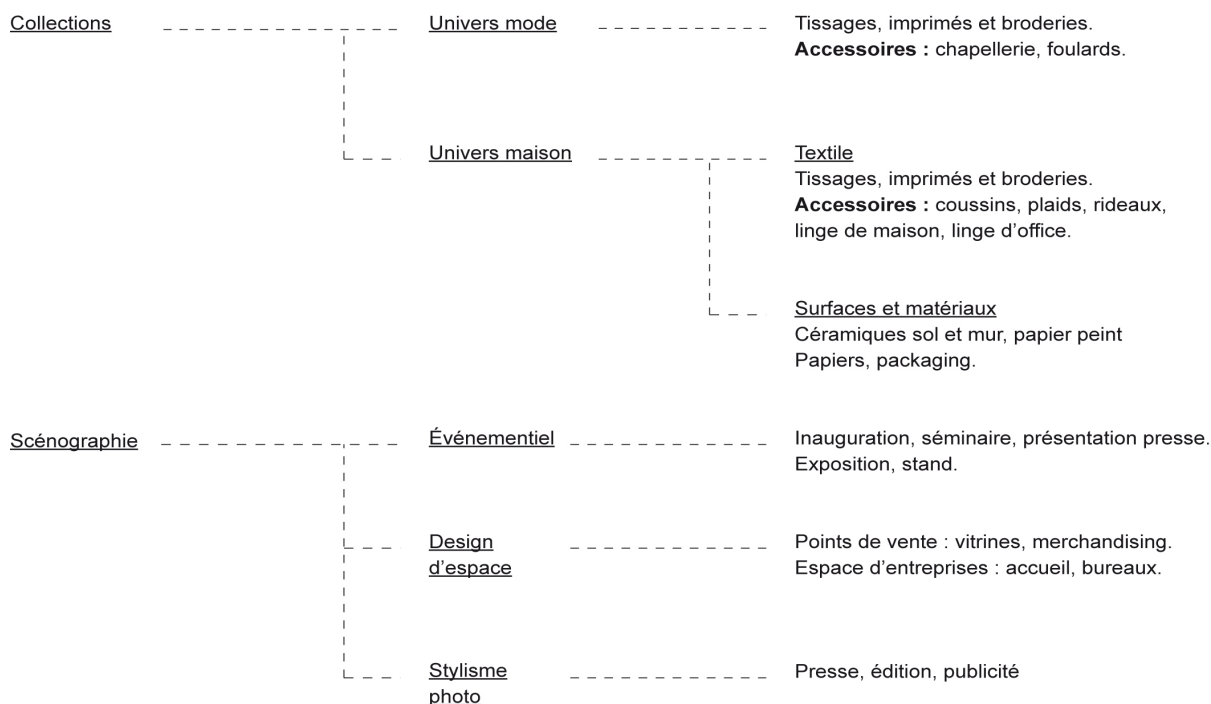 Collections
Univers mode
Tissages, imprimés et broderies.
Accessoires : chapellerie, foulards.
Univers maison
Textile
Tissages, imprimés et broderies.
Accessoires : coussins, plaids, rideaux,
linge de maison, linge d’office.
Surfaces et matériaux
Céramiques sol et mur, papier peint
Papiers, packaging.
Scénographie
Événementiel
Inauguration, séminaire, présentation presse.
Exposition, stand.
Design
d’espace
Points de vente : vitrines, merchandising.
Espace d’entreprises : accueil, bureaux.
Stylisme
photo
Presse, édition, publicité